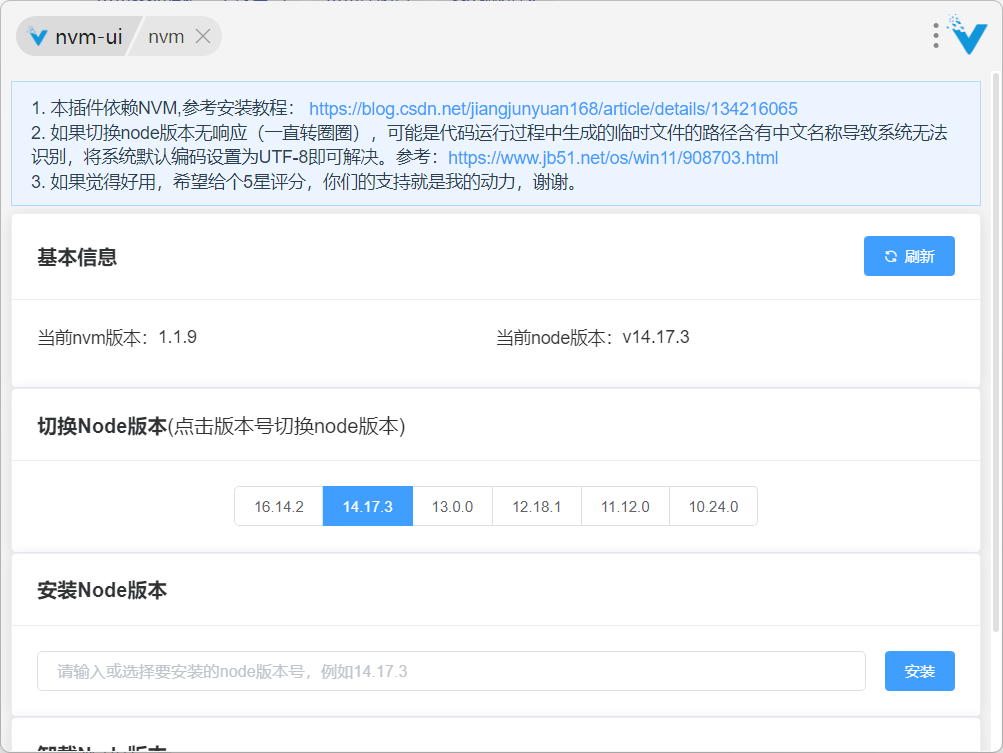 nvm-ui
nvm
1. 本插件依赖NVM,参考安装教程： https://blog.csdn.net/jiangjunyuan168/article/details/134216065
2. 如果切换node版本无响应（一直转圈圈），可能是代码运行过程中生成的临时文件的路径含有中文名称导致系统无法
识别，将系统默认编码设置为UTF-8即可解决。参考：https://www.jb51.net/os/win11/908703.html
3. 如果觉得好用，希望给个5星评分，你们的支持就是我的动力，谢谢。
基本信息
刷新
当前nvm版本：1.1.9
当前node版本：v14.17.3
切换Node版本(点击版本号切换node版本)
16.14.2
14.17.3
13.0.0
12.18.1
11.12.0
10.24.0
安装Node版本
请输入或选择要安装的node版本号，例如14.17.3
安装
卸载Node版本